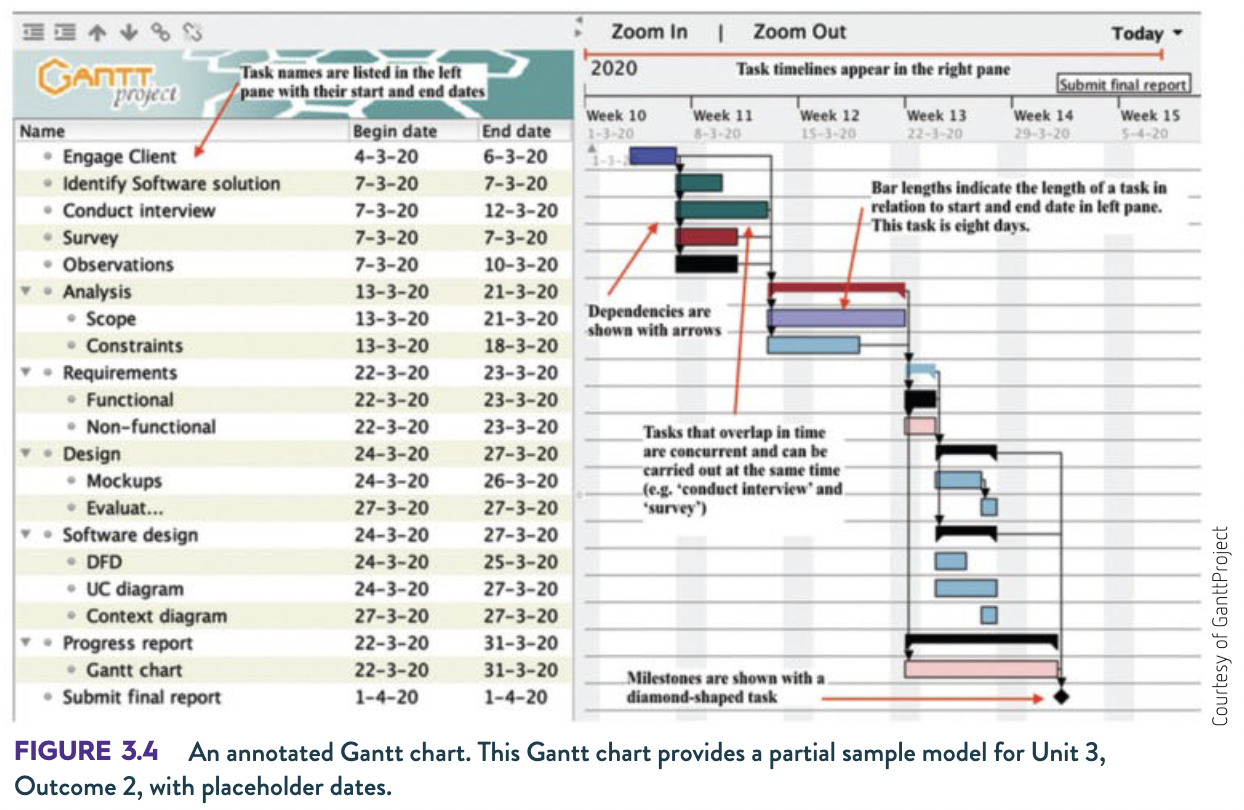 Zoom In | Zoom Out Today
GANTT
project
Task names are listed in the left
pane with their start and end dates
2020
Task timelines appear in the right pane
Submit final report
Week 10 Week 11 Week 12 Week 13 Week 14 Week 15
1-3-20 8-3-20 15-3-20 22-3-20 29-3-20 5-4-20
Name Begin date End date
Engage Client 4-3-20 6-3-20
Identify Software solution 7-3-20 7-3-20
Conduct interview 7-3-20 12-3-20
Survey 7-3-20 7-3-20
Observations 7-3-20 10-3-20
Analysis 13-3-20 21-3-20
Scope 13-3-20 21-3-20
Constraints 13-3-20 18-3-20
Requirements 22-3-20 23-3-20
Functional 22-3-20 23-3-20
Non-functional 22-3-20 23-3-20
Design 24-3-20 27-3-20
Mockups 24-3-20 26-3-20
Evaluat... 27-3-20 27-3-20
Software design 24-3-20 27-3-20
DFD 24-3-20 25-3-20
UC diagram 24-3-20 27-3-20
Context diagram 27-3-20 27-3-20
Progress report 22-3-20 31-3-20
Gantt chart 22-3-20 31-3-20
Submit final report 1-4-20 1-4-20
Bar lengths indicate the length of a task in
relation to start and end date in left pane.
This task is eight days.
Dependencies are
shown with arrows
Tasks that overlap in time
are concurrent and can be
carried out at the same time
(e.g. ‘conduct interview’ and
‘survey’)
Milestones are shown with a
diamond-shaped task
Courtesy of GanttProject
FIGURE 3.4 An annotated Gantt chart. This Gantt chart provides a partial sample model for Unit 3,
Outcome 2, with placeholder dates.